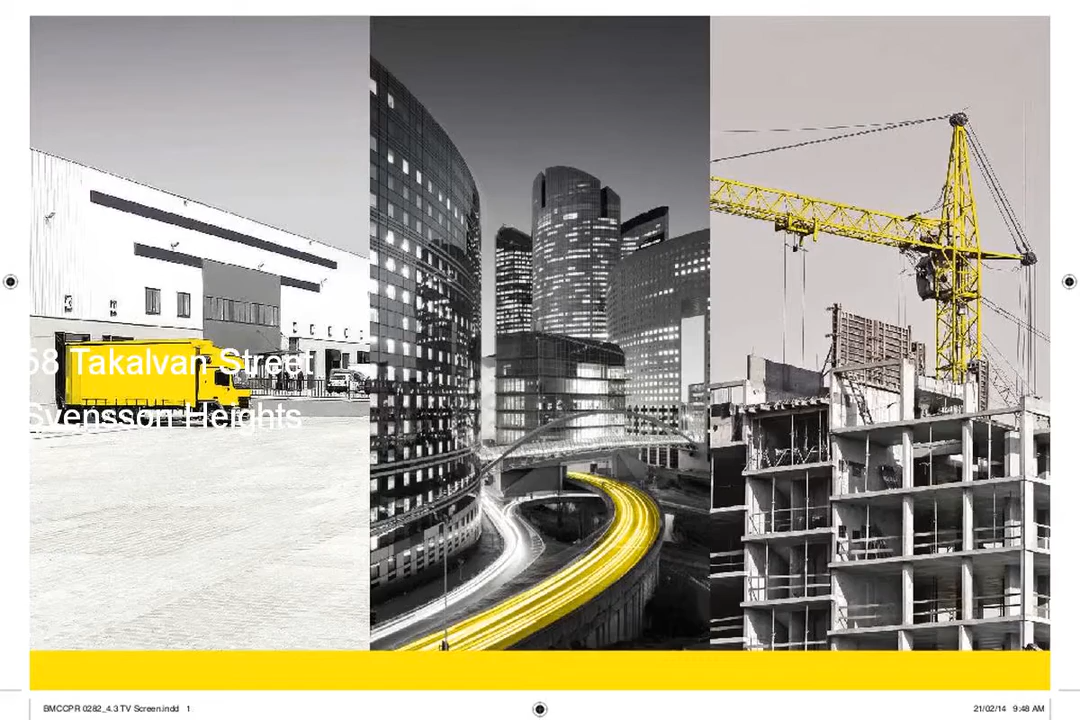 58 Takalvan Street
Svensson Heights
BMCCPR 0282_4.3 TV Screen.indd 1
21/02/14 9:48 AM